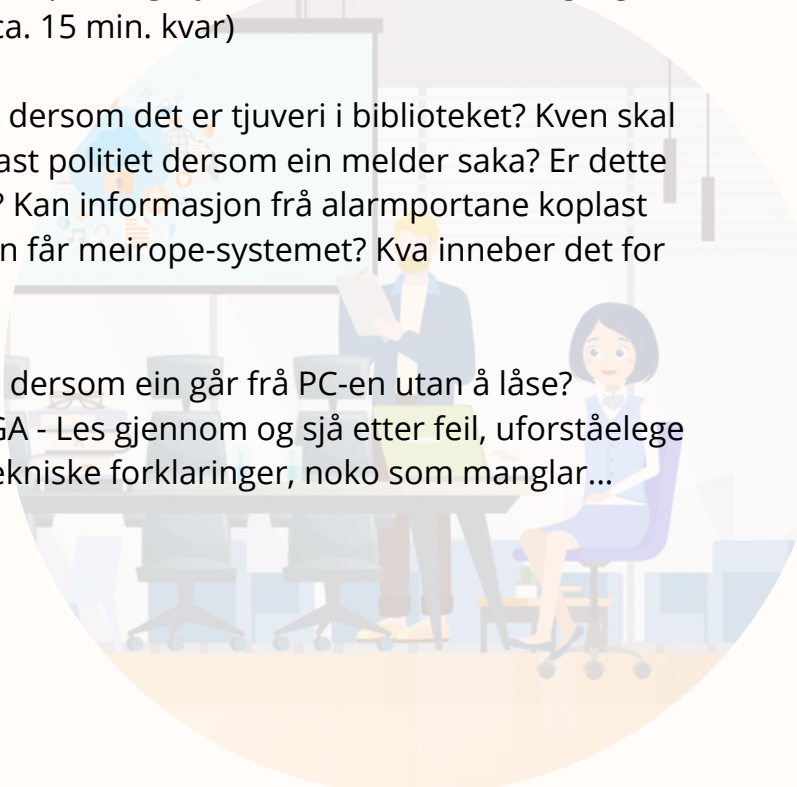 ca. 15 min. kvar)
dersom det er tjuveri i biblioteket? Kven skal
ast politiet dersom ein melder saka? Er dette
? Kan informasjon frå alarmportane koplast
n får meirope-systemet? Kva inneber det for
dersom ein går frå PC-en utan å låse?
GA - Les gjennom og sjå etter feil, uforståelege
ekniske forklaringer, noko som manglar...